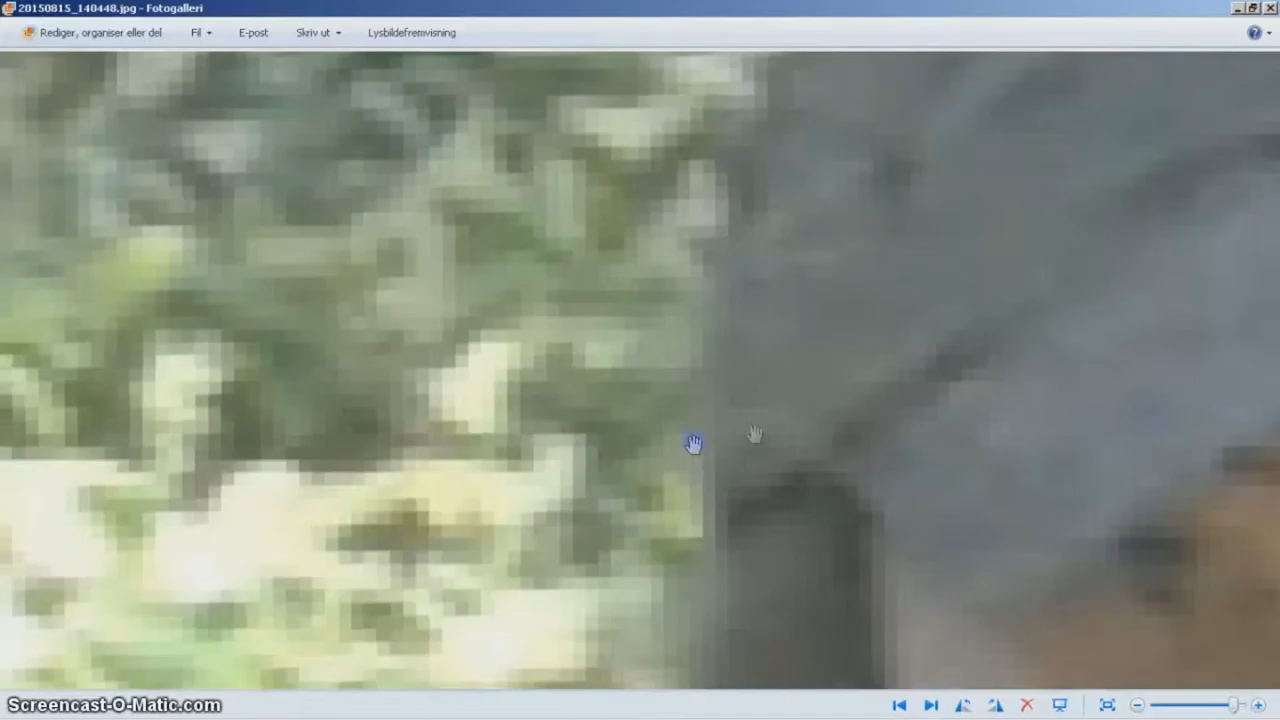 20150815_140448.jpg - Fotogalleri
Rediger, organiser eller del Fil E-post Skriv ut Lysbildefremvisning
Screencast-O-Matic.com